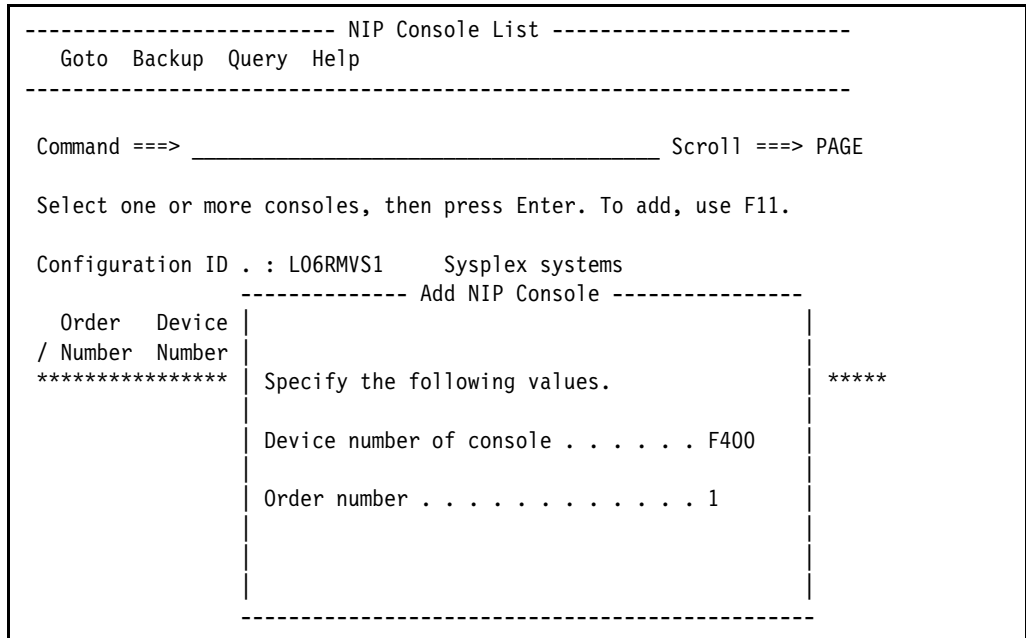 -------------------------- NIP Console List -------------------------
Goto Backup Query Help
---------------------------------------------------------------------
Command ===> _______________________________________ Scroll ===> PAGE
Select one or more consoles, then press Enter. To add, use F11.
Configuration ID . : L06RMVS1 Sysplex systems
-------------- Add NIP Console ----------------
Order Device | |
/ Number Number | |
**************** | Specify the following values. | *****
| |
| Device number of console . . . . . . F400 |
| |
| Order number . . . . . . . . . . . . 1 |
| |
| |
| |
------------------------------------------------